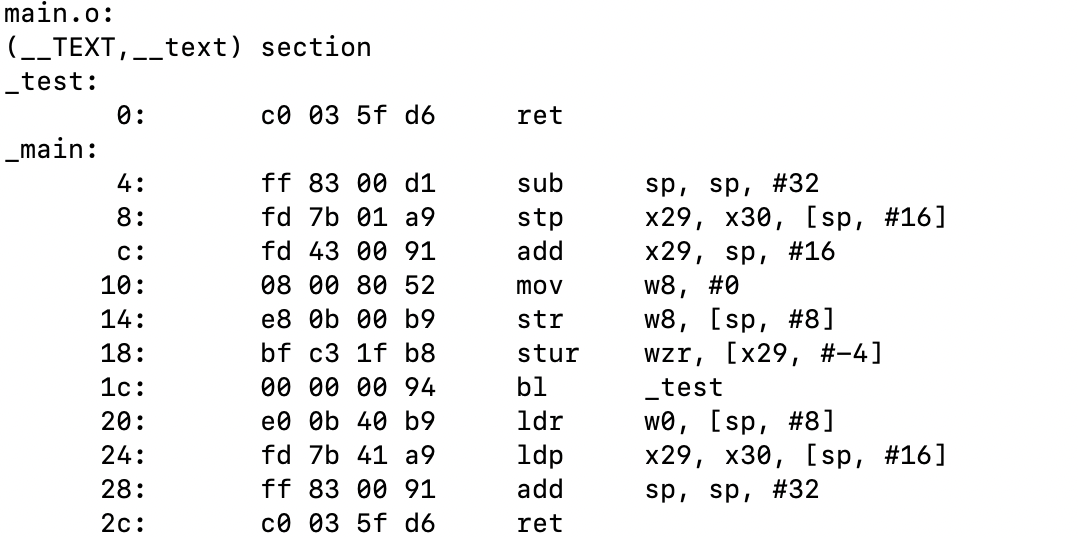 main.o:
(__TEXT,__text) section
_test:
0: c0 03 5f d6 ret
_main:
4: ff 83 00 d1 sub sp, sp, #32
8: fd 7b 01 a9 stp x29, x30, [sp, #16]
c: fd 43 00 91 add x29, sp, #16
10: 08 00 80 52 mov w8, #0
14: e8 0b 00 b9 str w8, [sp, #8]
18: bf c3 1f b8 stur wzr, [x29, #-4]
1c: 00 00 00 94 bl _test
20: e0 0b 40 b9 ldr w0, [sp, #8]
24: fd 7b 41 a9 ldp x29, x30, [sp, #16]
28: ff 83 00 91 add sp, sp, #32
2c: c0 03 5f d6 ret